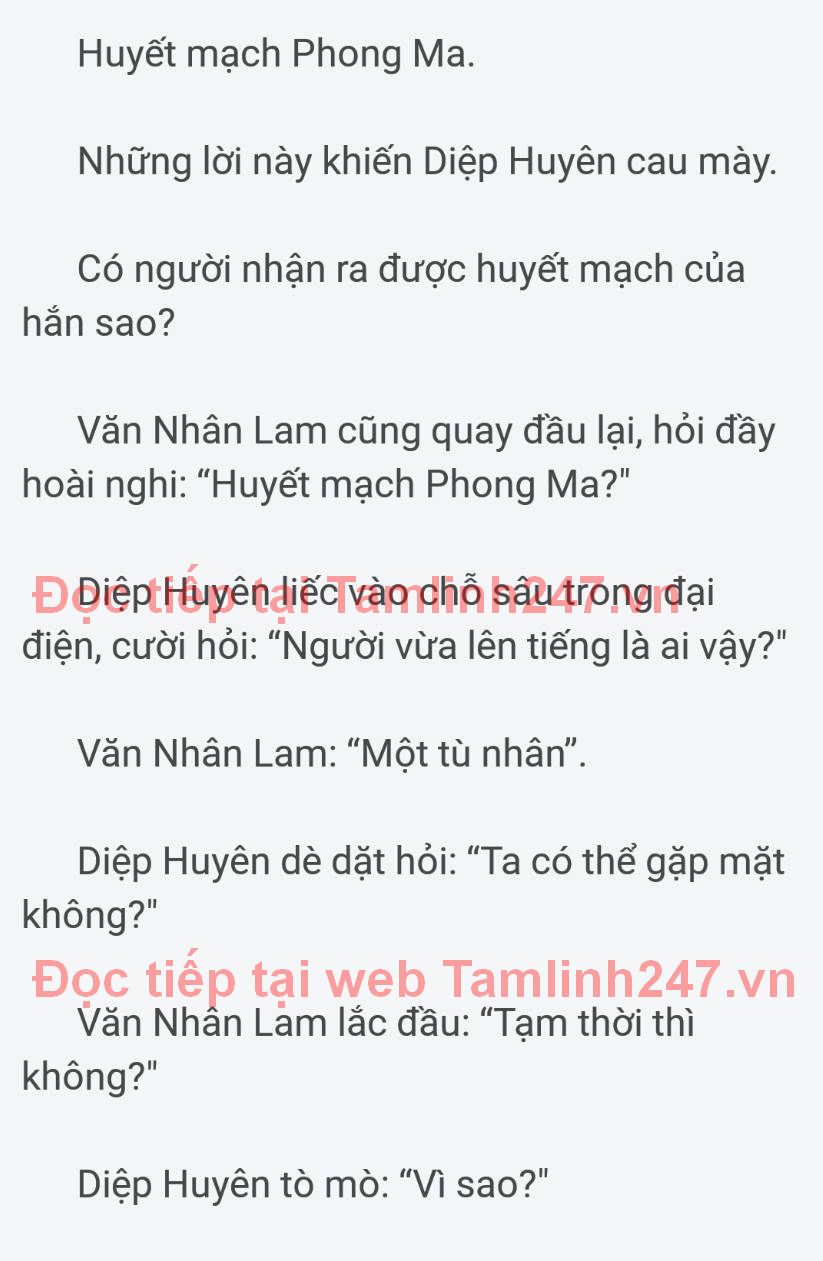 Huyết mạch Phong Ma.
Những lời này khiến Diệp Huyên cau mày.
Có người nhận ra được huyết mạch của
hắn sao?
Văn Nhân Lam cũng quay đầu lại, hỏi đầy
hoài nghi: “Huyết mạch Phong Ma?"
Đọc tiếp tại Tamlinh247.vn
Diệp Huyên liếc vào chỗ sâu trong đại
điện, cười hỏi: “Người vừa lên tiếng là ai vậy?"
Văn Nhân Lam: “Một tù nhân”.
Diệp Huyên dè dặt hỏi: “Ta có thể gặp mặt
không?"
Đọc tiếp tại web Tamlinh247.vn
Văn Nhân Lam lắc đầu: “Tạm thời thì
không?"
Diệp Huyên tò mò: “Vì sao?"